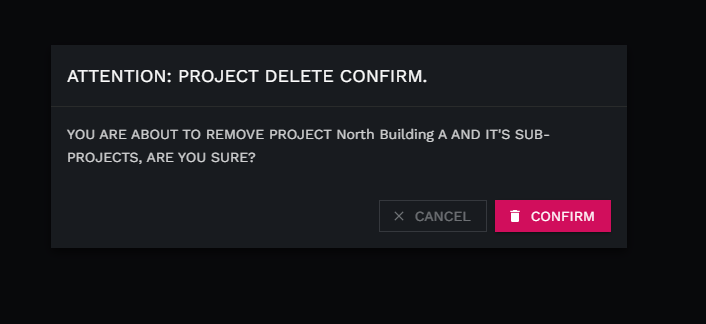 ATTENTION: PROJECT DELETE CONFIRM.
YOU ARE ABOUT TO REMOVE PROJECT North Building A AND IT'S SUB-
PROJECTS, ARE YOU SURE?
CANCEL
CONFIRM